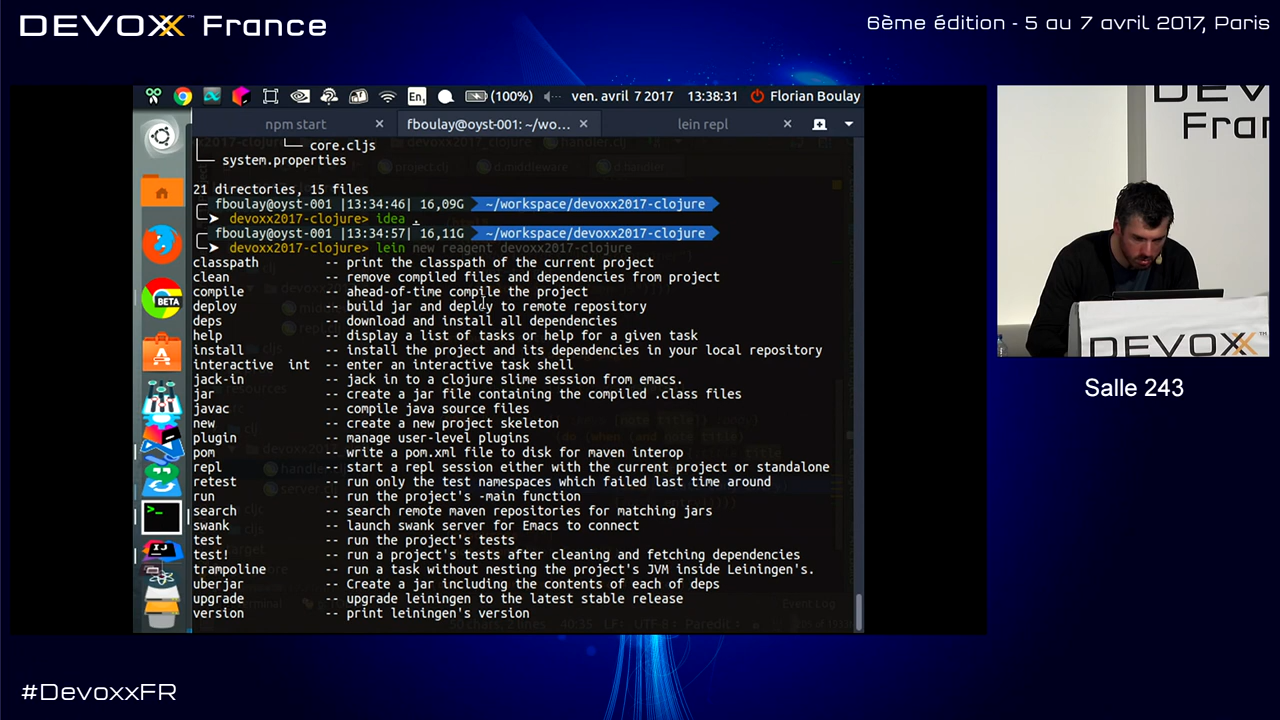 DEVOXX™ France
6ème édition - 5 au 7 avril 2017, Paris
En1
(100%)
ven. avril 7 2017
13:38:31
Florian Boulay
npm start
fboulay@oyst-001: ~/wo...
lein repl
core.cljs
system.properties
21 directories, 15 files
fboulay@oyst-001 |13:34:46| 16,09G ~/workspace/devoxx2017-clojure
devoxx2017-clojure> idea .
fboulay@oyst-001 |13:34:57| 16,11G ~/workspace/devoxx2017-clojure
devoxx2017-clojure> lein new reagent devoxx2017-clojure
classpath -- print the classpath of the current project
clean -- remove compiled files and dependencies from project
compile -- ahead-of-time compile the project
deploy -- build jar and deploy to remote repository
deps -- download and install all dependencies
help -- display a list of tasks or help for a given task
install -- install the project and its dependencies in your local repository
interactive int -- enter an interactive task shell
jack-in -- jack in to a clojure slime session from emacs.
jar -- create a jar file containing the compiled .class files
javac -- compile java source files
new -- create a new project skeleton
plugin -- manage user-level plugins
pom -- write a pom.xml file to disk for maven interop
repl -- start a repl session either with the current project or standalone
retest -- run only the test namespaces which failed last time around
run -- run the project's -main function
search -- search remote maven repositories for matching jars
swank -- launch swank server for Emacs to connect
test -- run the project's tests
test! -- run a project's tests after cleaning and fetching dependencies
trampoline -- run a task without nesting the project's JVM inside Leiningen's.
uberjar -- Create a jar including the contents of each of deps
upgrade -- upgrade leiningen to the latest stable release
version -- print leiningen's version
BETA
DEV
Fran
DEVOXX™
Salle 243
#DevoxxFR